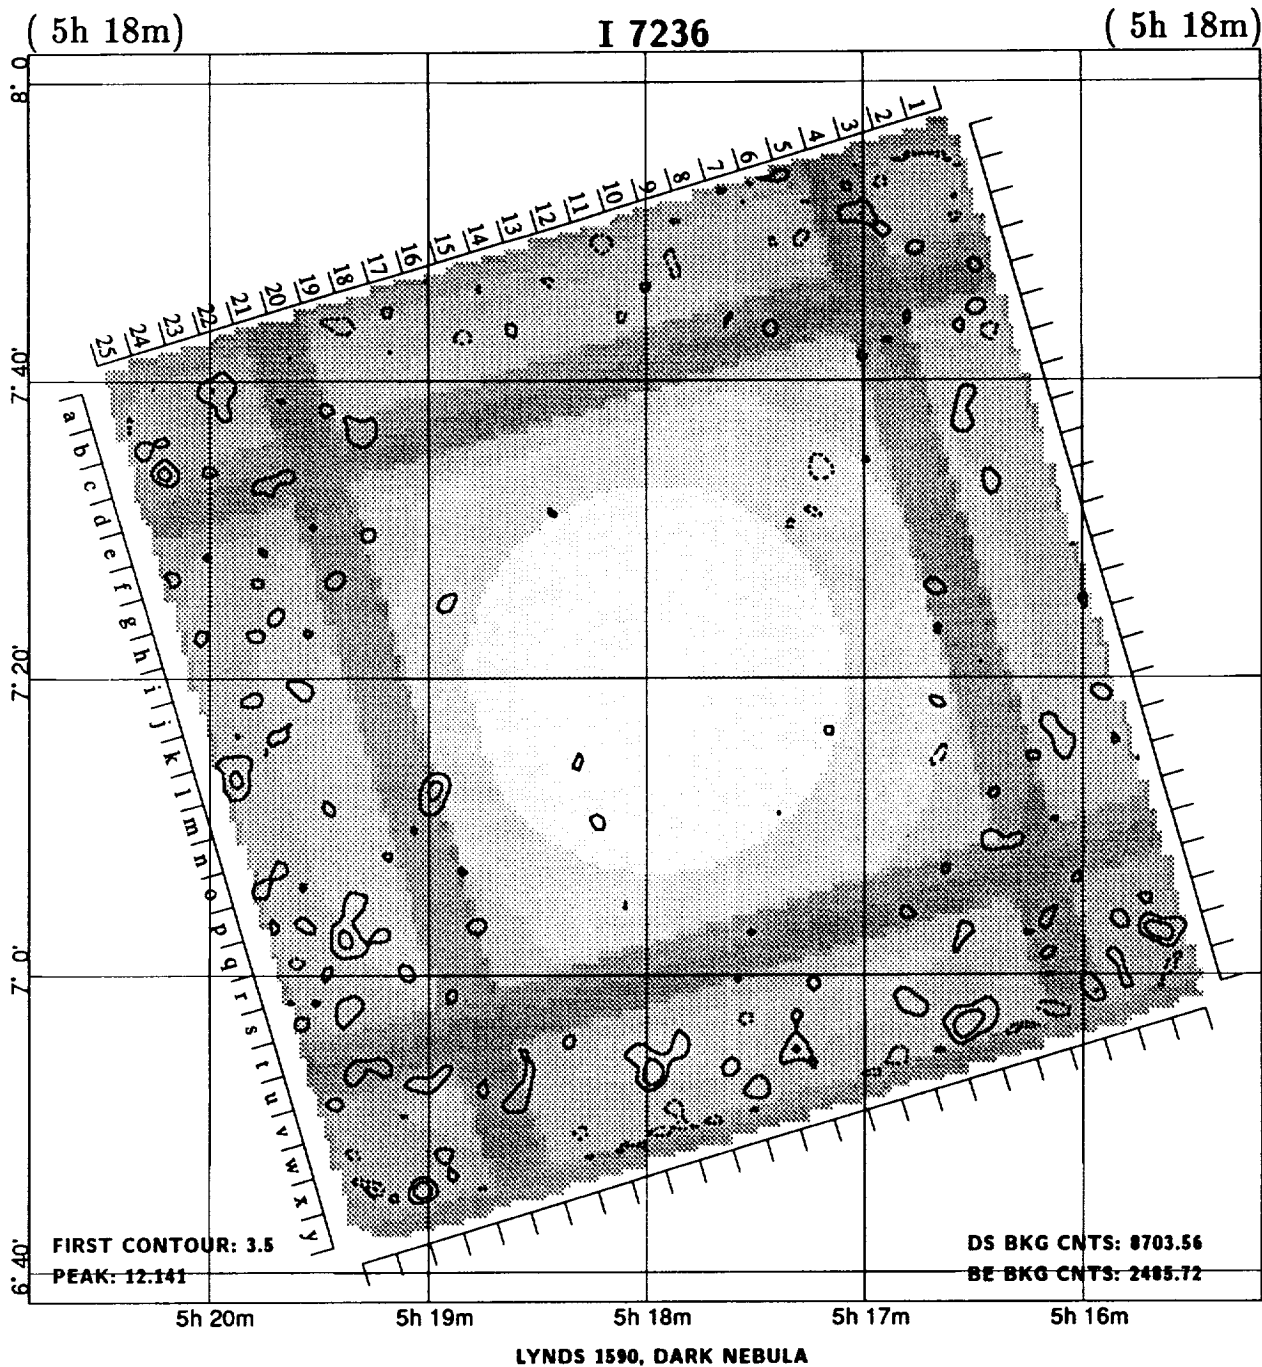 ( 5h 18m)
I 7236
( 5h 18m)
8° 0
7° 40'
7° 20'
7° 0'
6° 40'
1 2 3 4 5 6 7 8 9 10 11 12 13 14 15 16 17 18 19 20 21 22 23 24 25
a b c d e f g h i j k l m n o p q r s t u v w x y
FIRST CONTOUR: 3.5
PEAK: 12.141
DS BKG CNTS: 8703.56
BE BKG CNTS: 2485.72
5h 20m 5h 19m 5h 18m 5h 17m 5h 16m
LYNDS 1590, DARK NEBULA